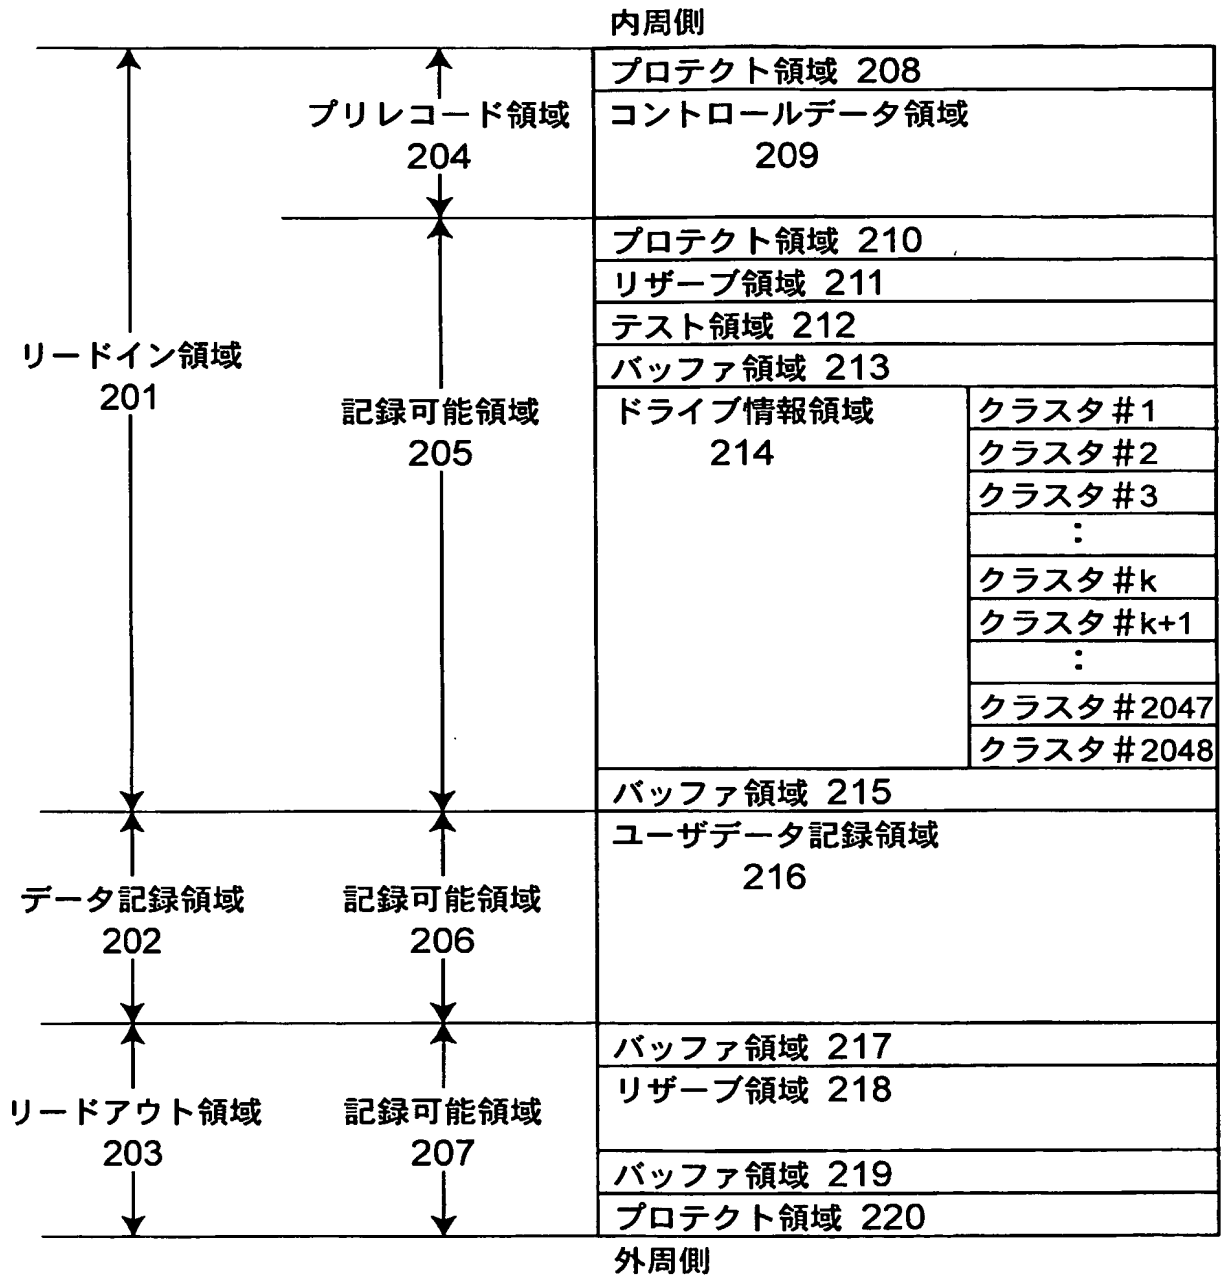 内周側
プロテクト領域 208
プリレコード領域
204
コントロールデータ領域
209
プロテクト領域 210
リザーブ領域 211
テスト領域 212
バッファ領域 213
リードイン領域
201
記録可能領域
205
ドライブ情報領域
214
クラスタ#1
クラスタ#2
クラスタ#3
:
クラスタ#k
クラスタ#k+1
:
クラスタ#2047
クラスタ#2048
バッファ領域 215
データ記録領域
202
記録可能領域
206
ユーザデータ記録領域
216
リードアウト領域
203
記録可能領域
207
バッファ領域 217
リザーブ領域 218
バッファ領域 219
プロテクト領域 220
外周側